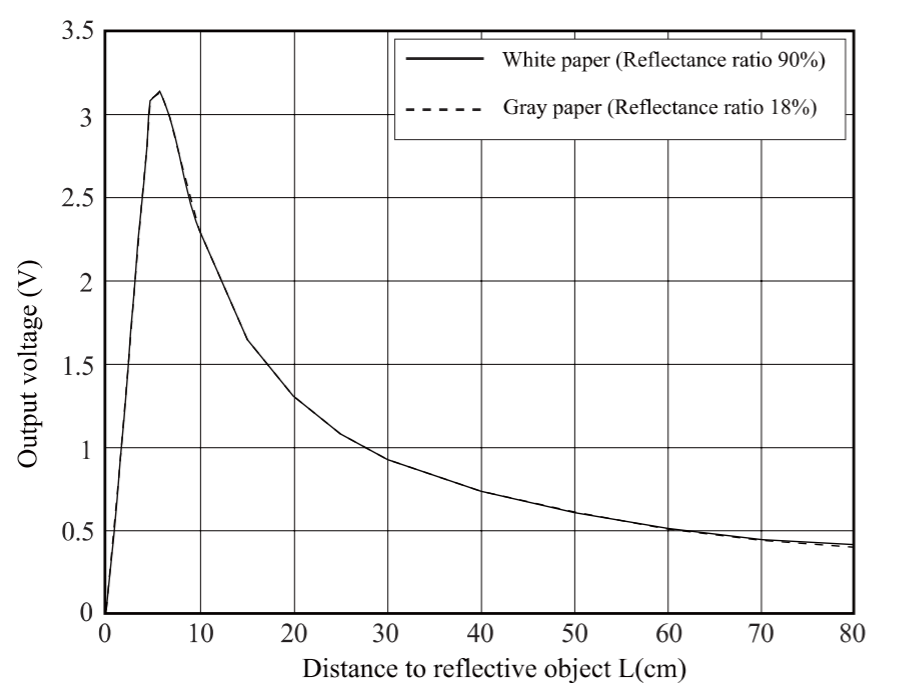 3.5
3
2.5
2
1.5
1
0.5
0
Output voltage (V)
White paper (Reflectance ratio 90%)
Gray paper (Reflectance ratio 18%)
0 10 20 30 40 50 60 70 80
Distance to reflective object L(cm)